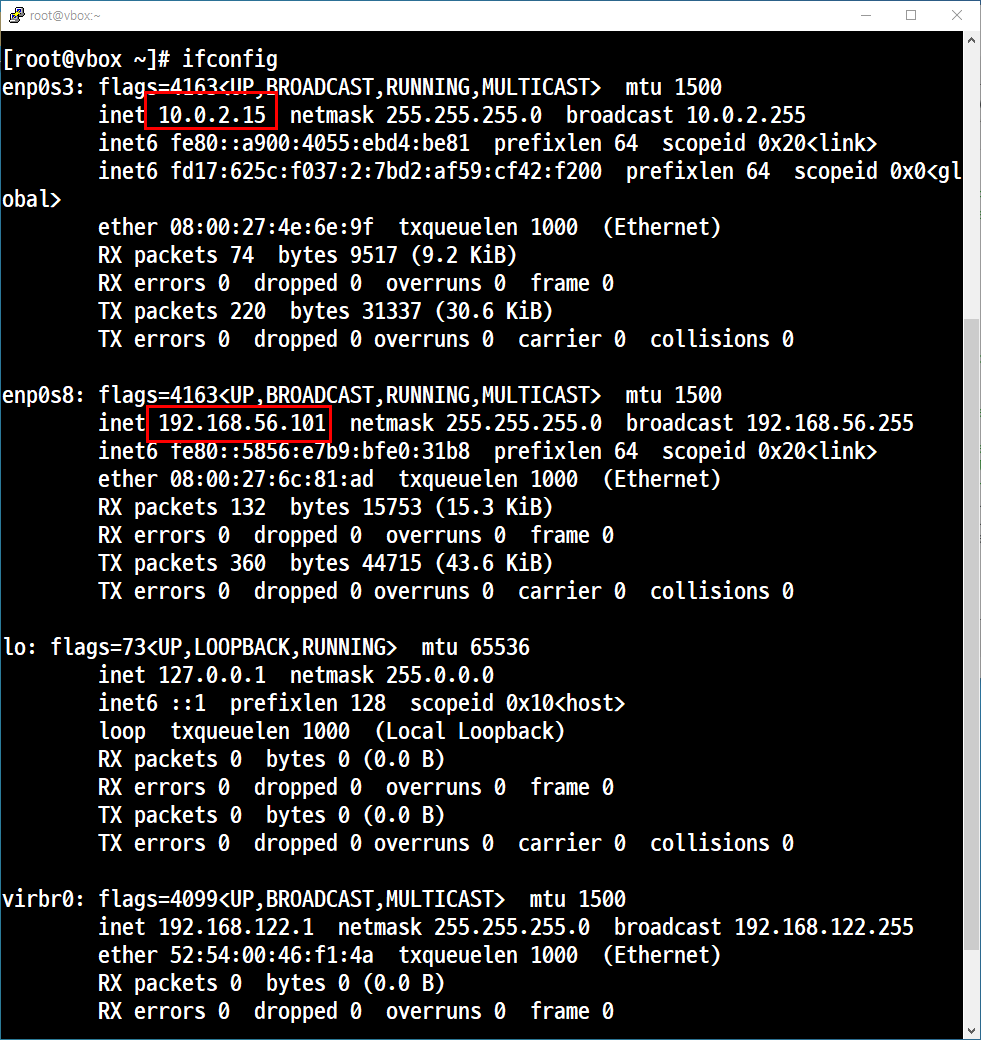 root@vbox:~
[root@vbox ~]# ifconfig
enp0s3: flags=4163<UP,BROADCAST,RUNNING,MULTICAST>  mtu 1500
        inet 10.0.2.15  netmask 255.255.255.0  broadcast 10.0.2.255
        inet6 fe80::a900:4055:ebd4:be81  prefixlen 64  scopeid 0x20<link>
        inet6 fd17:625c:f037:2:7bd2:af59:cf42:f200  prefixlen 64  scopeid 0x0<gl
obal>
        ether 08:00:27:4e:6e:9f  txqueuelen 1000  (Ethernet)
        RX packets 74  bytes 9517 (9.2 KiB)
        RX errors 0  dropped 0  overruns 0  frame 0
        TX packets 220  bytes 31337 (30.6 KiB)
        TX errors 0  dropped 0 overruns 0  carrier 0  collisions 0

enp0s8: flags=4163<UP,BROADCAST,RUNNING,MULTICAST>  mtu 1500
        inet 192.168.56.101  netmask 255.255.255.0  broadcast 192.168.56.255
        inet6 fe80::5856:e7b9:bfe0:31b8  prefixlen 64  scopeid 0x20<link>
        ether 08:00:27:6c:81:ad  txqueuelen 1000  (Ethernet)
        RX packets 132  bytes 15753 (15.3 KiB)
        RX errors 0  dropped 0  overruns 0  frame 0
        TX packets 360  bytes 44715 (43.6 KiB)
        TX errors 0  dropped 0 overruns 0  carrier 0  collisions 0

lo: flags=73<UP,LOOPBACK,RUNNING>  mtu 65536
        inet 127.0.0.1  netmask 255.0.0.0
        inet6 ::1  prefixlen 128  scopeid 0x10<host>
        loop  txqueuelen 1000  (Local Loopback)
        RX packets 0  bytes 0 (0.0 B)
        RX errors 0  dropped 0  overruns 0  frame 0
        TX packets 0  bytes 0 (0.0 B)
        TX errors 0  dropped 0 overruns 0  carrier 0  collisions 0

virbr0: flags=4099<UP,BROADCAST,MULTICAST>  mtu 1500
        inet 192.168.122.1  netmask 255.255.255.0  broadcast 192.168.122.255
        ether 52:54:00:46:f1:4a  txqueuelen 1000  (Ethernet)
        RX packets 0  bytes 0 (0.0 B)
        RX errors 0  dropped 0  overruns 0  frame 0